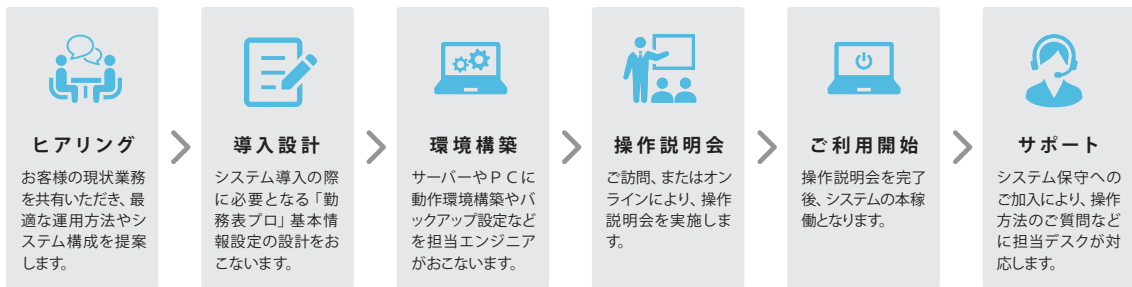 ヒアリング
お客様の現状業務
を共有いただき、最
適な運用方法やシ
ステム構成を提案
します。
導入設計
システム導入の際
に必要となる「勤
務表プロ」基本情
報設定の設計をお
こないます。
環境構築
サーバーやＰＣに
動作環境構築やバ
ックアップ設定など
を担当エンジニア
がおこないます。
操作説明会
ご訪問、またはオン
ラインにより、操作
説明会を実施しま
す。
ご利用開始
操作説明会を完了
後、システムの本稼
働となります。
サポート
システム保守への
ご加入により、操作
方法のご質問など
に担当デスクが対
応します。